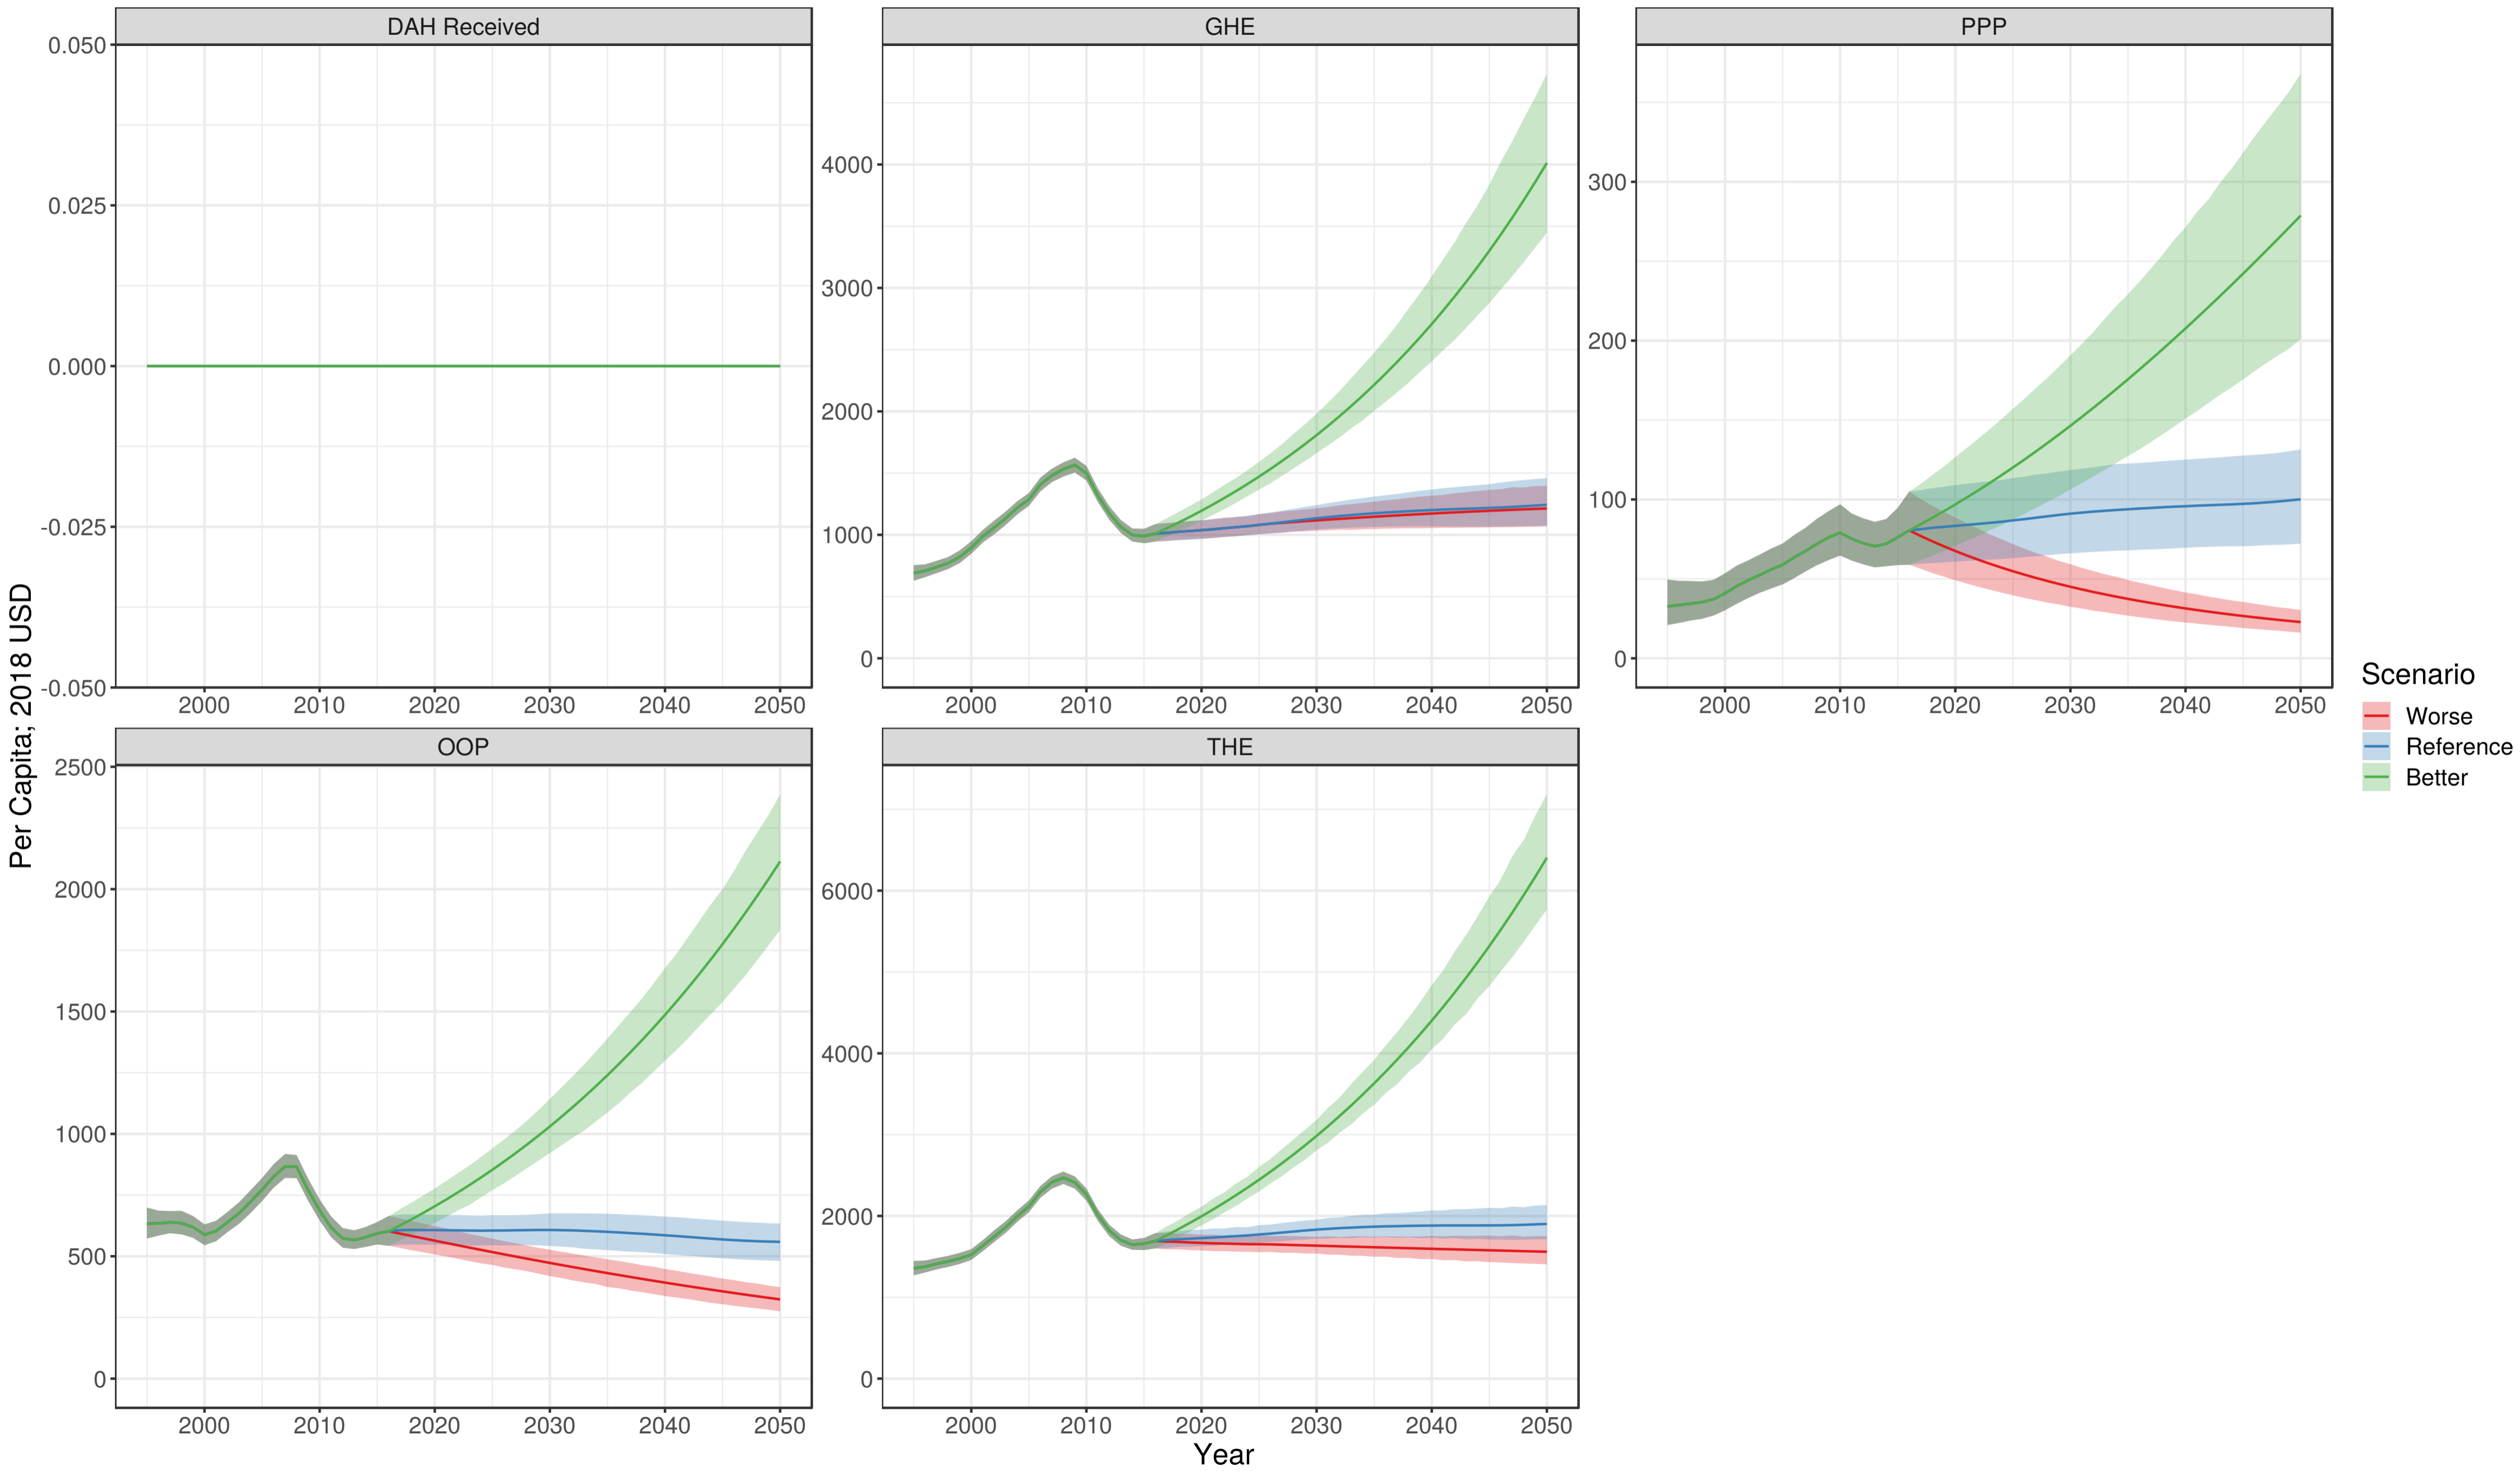 DAH Received
GHE
PPP
0.050
0.025
0.000
-0.025
-0.050
4000
3000
2000
1000
0
300
200
100
0
2000 2010 2020 2030 2040 2050
2000 2010 2020 2030 2040 2050
2000 2010 2020 2030 2040 2050
OOP
THE
2500
2000
1500
1000
500
0
6000
4000
2000
0
2000 2010 2020 2030 2040 2050
2000 2010 2020 2030 2040 2050
Per Capita; 2018 USD
Year
Scenario
Worse
Reference
Better